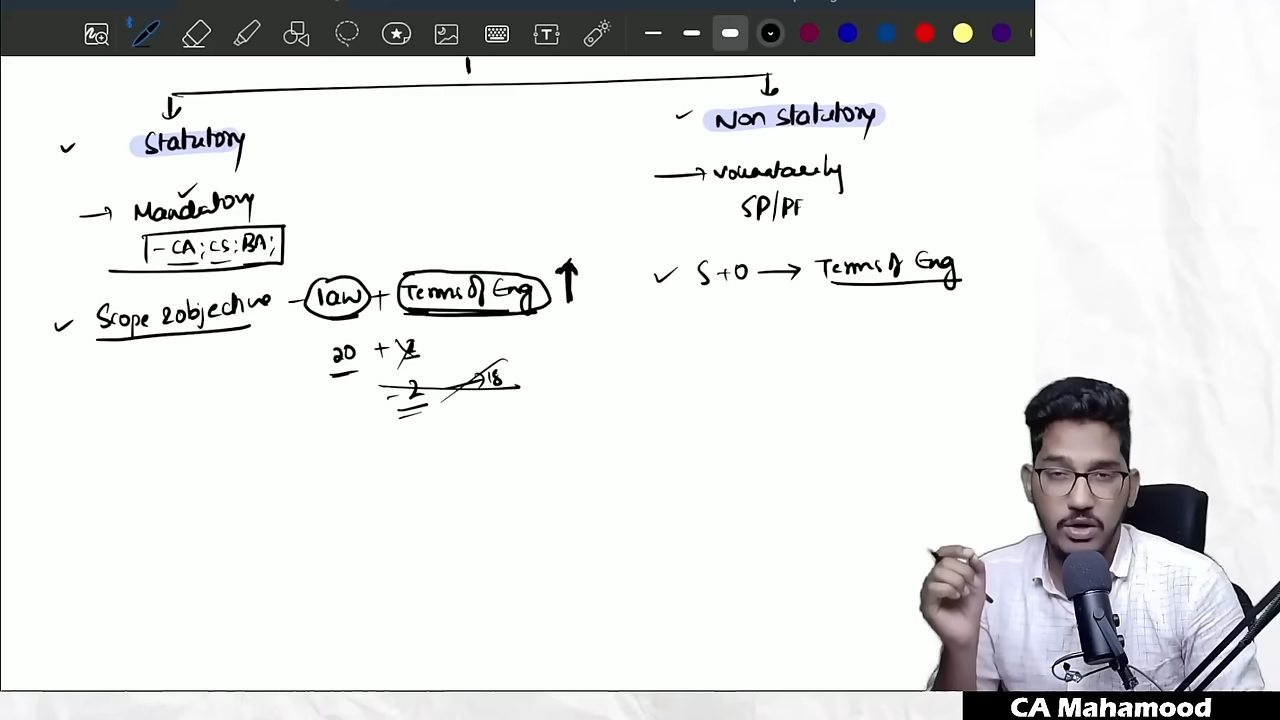 Statutory
Non Statutory
→ Mandatory
→ voluntarily
SP/PF
- CA; CS; BA;
Scope & objective - law + Terms of Eng ↑
S + O → Terms of Eng
20 + 2
- 2 → 18
CA Mahamood